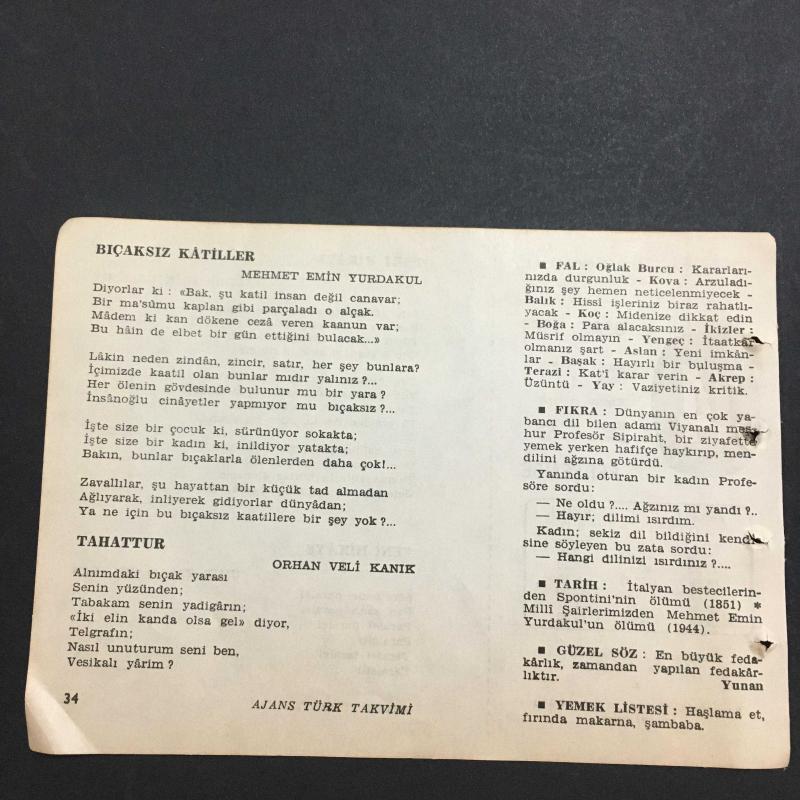 BIÇAKSIZ KÂTİLLER
MEHMET EMİN YURDAKUL
Diyorlar ki : «Bak, şu katil insan değil canavar;
Bir ma'sûmu kaplan gibi parçaladı o alçak.
Mâdem ki kan dökene cezâ veren kaanun var;
Bu hâin de elbet bir gün ettiğini bulacak...»
Lâkin neden zindân, zincir, satır, her şey bunlara?
İçimizde kaatil olan bunlar mıdır yalınız ?...
Her ölenin gövdesinde bulunur mu bir yara ?
İnsânoğlu cinâyetler yapmıyor mu bıçaksız ?...
İşte size bir çocuk ki, sürünüyor sokakta;
İşte size bir kadın ki, inildiyor yatakta;
Bakın, bunlar bıçaklarla ölenlerden daha çok!...
Zavallılar, şu hayattan bir küçük tad almadan
Ağlıyarak, inliyerek gidiyorlar dünyâdan;
Ya ne için bu bıçaksız kaatillere bir şey yok ?...
TAHATTUR
ORHAN VELİ KANIK
Alnımdaki bıçak yarası
Senin yüzünden;
Tabakam senin yadigârın;
«İki elin kanda olsa gel» diyor,
Telgrafın;
Nasıl unuturum seni ben,
Vesikalı yârim ?
34
AJANS TÜRK TAKVİMİ
■ FAL : Oğlak Burcu : Kararları-
nızda durgunluk - Kova : Arzuladı-
ğınız şey hemen neticelenmiyecek -
Balık : Hissi işleriniz biraz rahatlı-
yacak - Koç : Midenize dikkat edin
- Boğa : Para alacaksınız - İkizler :
Müsrif olmayın - Yengeç : İtaatkâr
olmanız şart - Aslan : Yeni imkân-
lar - Başak : Hayırlı bir buluşma -
Terazi : Kat'i karar verin - Akrep :
Üzüntü - Yay : Vaziyetiniz kritik.
■ FIKRA : Dünyanın en çok ya-
bancı dil bilen adamı Viyanalı meş-
hur Profesör Sipiraht, bir ziyafette
yemek yerken hafifçe haykırıp, men-
dilini ağzına götürdü.
Yanında oturan bir kadın Profe-
söre sordu:
— Ne oldu ?.... Ağzınız mı yandı ?..
— Hayır; dilimi ısırdım.
Kadın; sekiz dil bildiğini kendi-
sine söyleyen bu zata sordu:
— Hangi dilinizi ısırdınız ?....
■ TARİH : İtalyan bestecilerin-
den Spontini'nin ölümü (1851) *
Millî Şairlerimizden Mehmet Emin
Yurdakul'un ölümü (1944).
■ GÜZEL SÖZ : En büyük feda-
kârlık, zamandan yapılan fedakâr-
lıktır.
Yunan
■ YEMEK LİSTESİ : Haşlama et,
fırında makarna, şambaba.